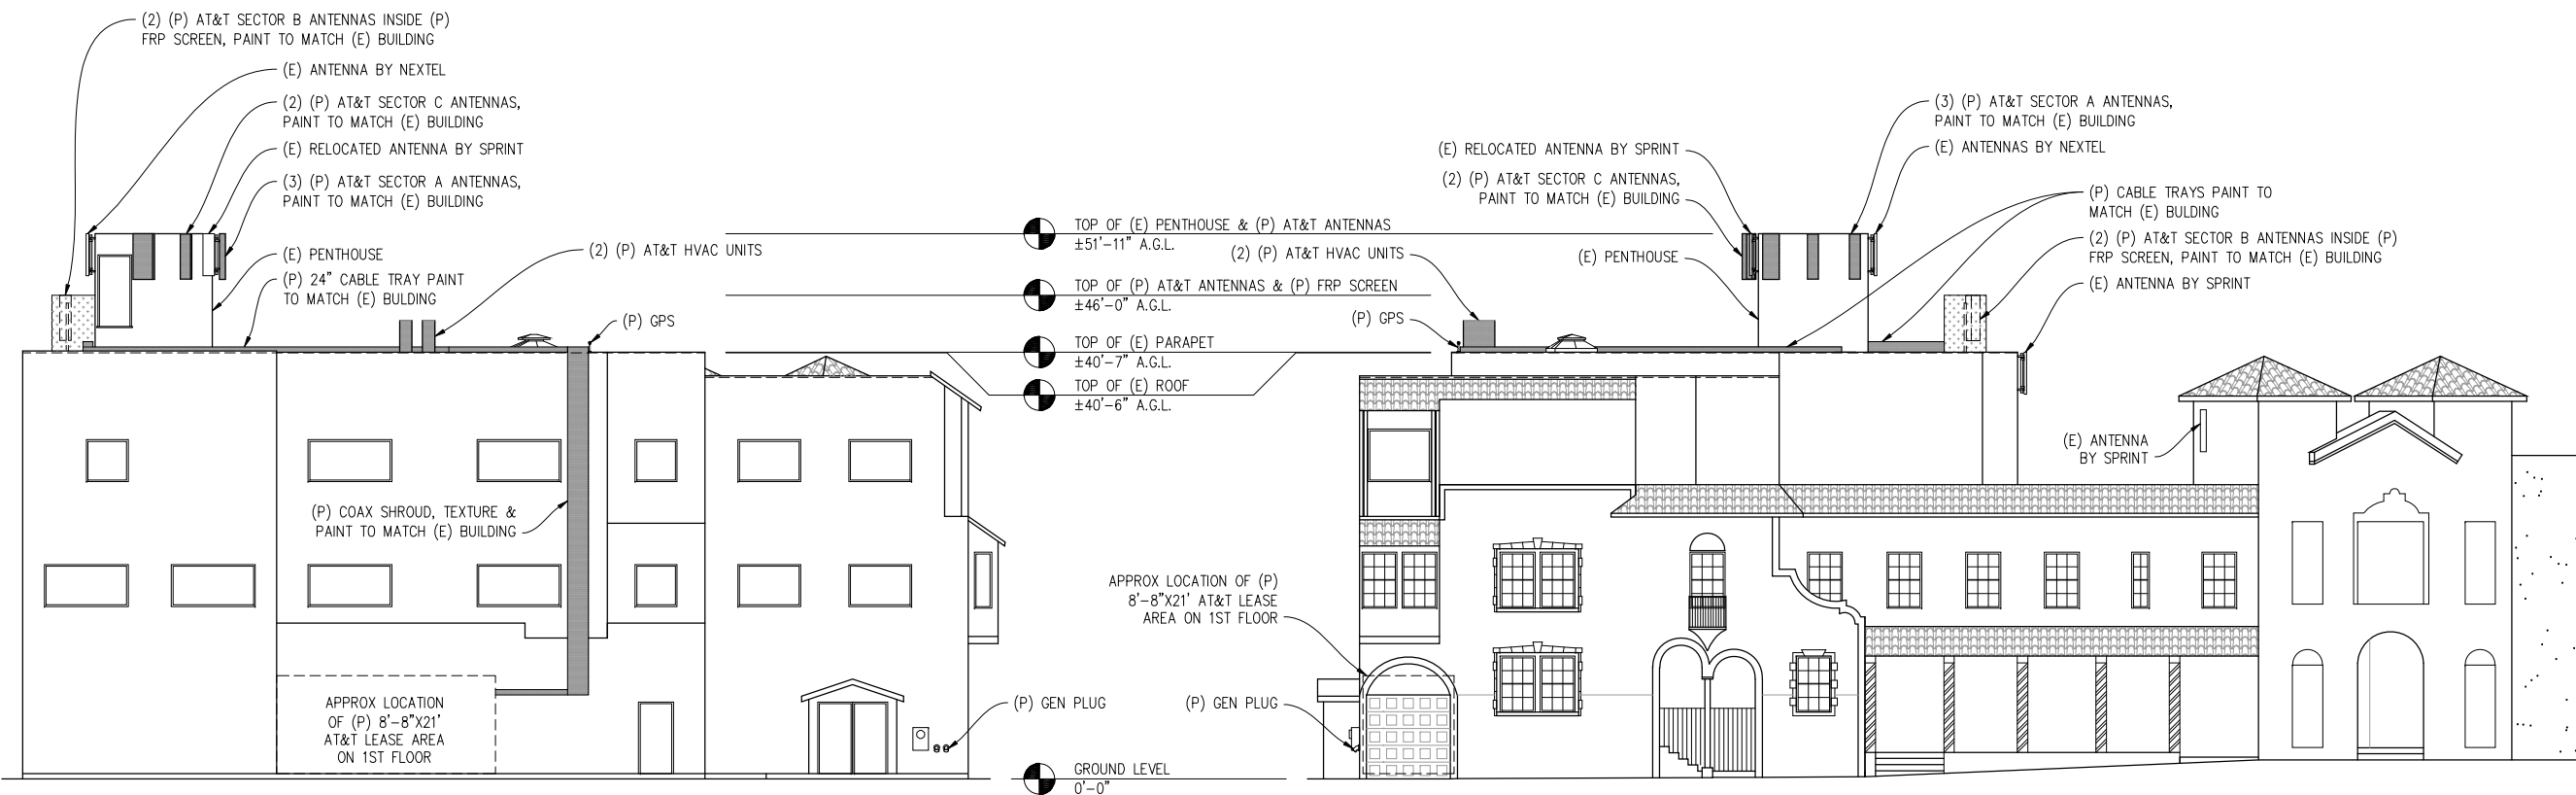 (2) (P) AT&T SECTOR B ANTENNAS INSIDE (P)
FRP SCREEN, PAINT TO MATCH (E) BUILDING
(E) ANTENNA BY NEXTEL
(2) (P) AT&T SECTOR C ANTENNAS,
PAINT TO MATCH (E) BUILDING
(E) RELOCATED ANTENNA BY SPRINT
(3) (P) AT&T SECTOR A ANTENNAS,
PAINT TO MATCH (E) BUILDING
(E) PENTHOUSE
(P) 24" CABLE TRAY PAINT
TO MATCH (E) BULDING
(2) (P) AT&T HVAC UNITS
(P) GPS
(P) COAX SHROUD, TEXTURE &
PAINT TO MATCH (E) BUILDING
APPROX LOCATION
OF (P) 8'-8"X21'
AT&T LEASE AREA
ON 1ST FLOOR
(P) GEN PLUG
TOP OF (E) PENTHOUSE & (P) AT&T ANTENNAS
±51'-11" A.G.L.
TOP OF (P) AT&T ANTENNAS & (P) FRP SCREEN
±46'-0" A.G.L.
TOP OF (E) PARAPET
±40'-7" A.G.L.
TOP OF (E) ROOF
±40'-6" A.G.L.
GROUND LEVEL
0'-0"
(E) RELOCATED ANTENNA BY SPRINT
(2) (P) AT&T SECTOR C ANTENNAS,
PAINT TO MATCH (E) BUILDING
(2) (P) AT&T HVAC UNITS
(E) PENTHOUSE
(P) GPS
APPROX LOCATION OF (P)
8'-8"X21' AT&T LEASE
AREA ON 1ST FLOOR
(P) GEN PLUG
(3) (P) AT&T SECTOR A ANTENNAS,
PAINT TO MATCH (E) BUILDING
(E) ANTENNAS BY NEXTEL
(P) CABLE TRAYS PAINT TO
MATCH (E) BULDING
(2) (P) AT&T SECTOR B ANTENNAS INSIDE (P)
FRP SCREEN, PAINT TO MATCH (E) BUILDING
(E) ANTENNA BY SPRINT
(E) ANTENNA
BY SPRINT